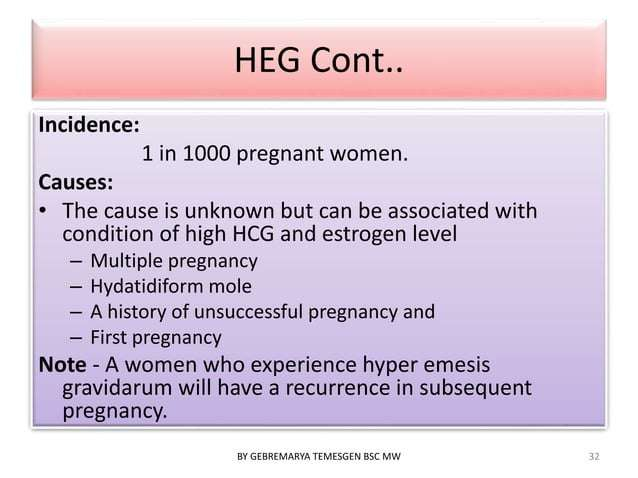 HEG Cont..
Incidence:
1 in 1000 pregnant women.
Causes:
• The cause is unknown but can be associated with
condition of high HCG and estrogen level
– Multiple pregnancy
– Hydatidiform mole
– A history of unsuccessful pregnancy and
– First pregnancy
Note - A women who experience hyper emesis
gravidarum will have a recurrence in subsequent
pregnancy.
BY GEBREMARYA TEMESGEN BSC MW
32